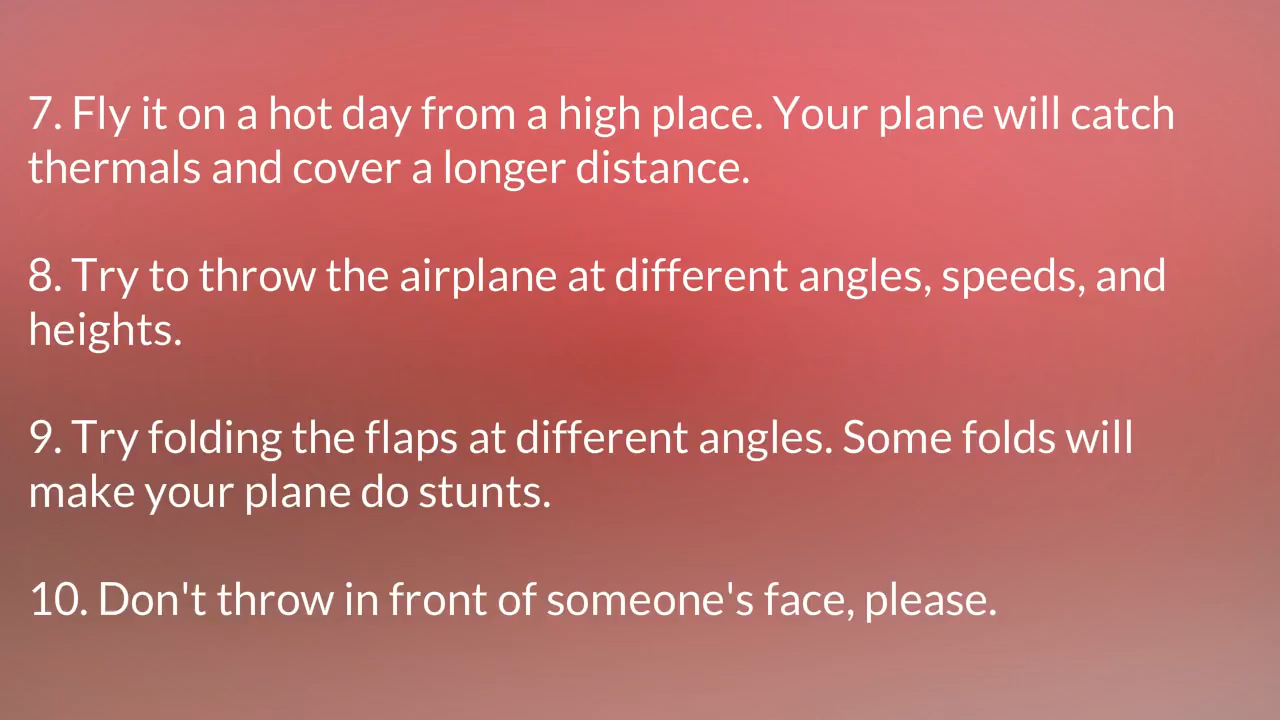 7. Fly it on a hot day from a high place. Your plane will catch
thermals and cover a longer distance.
8. Try to throw the airplane at different angles, speeds, and
heights.
9. Try folding the flaps at different angles. Some folds will
make your plane do stunts.
10. Don't throw in front of someone's face, please.